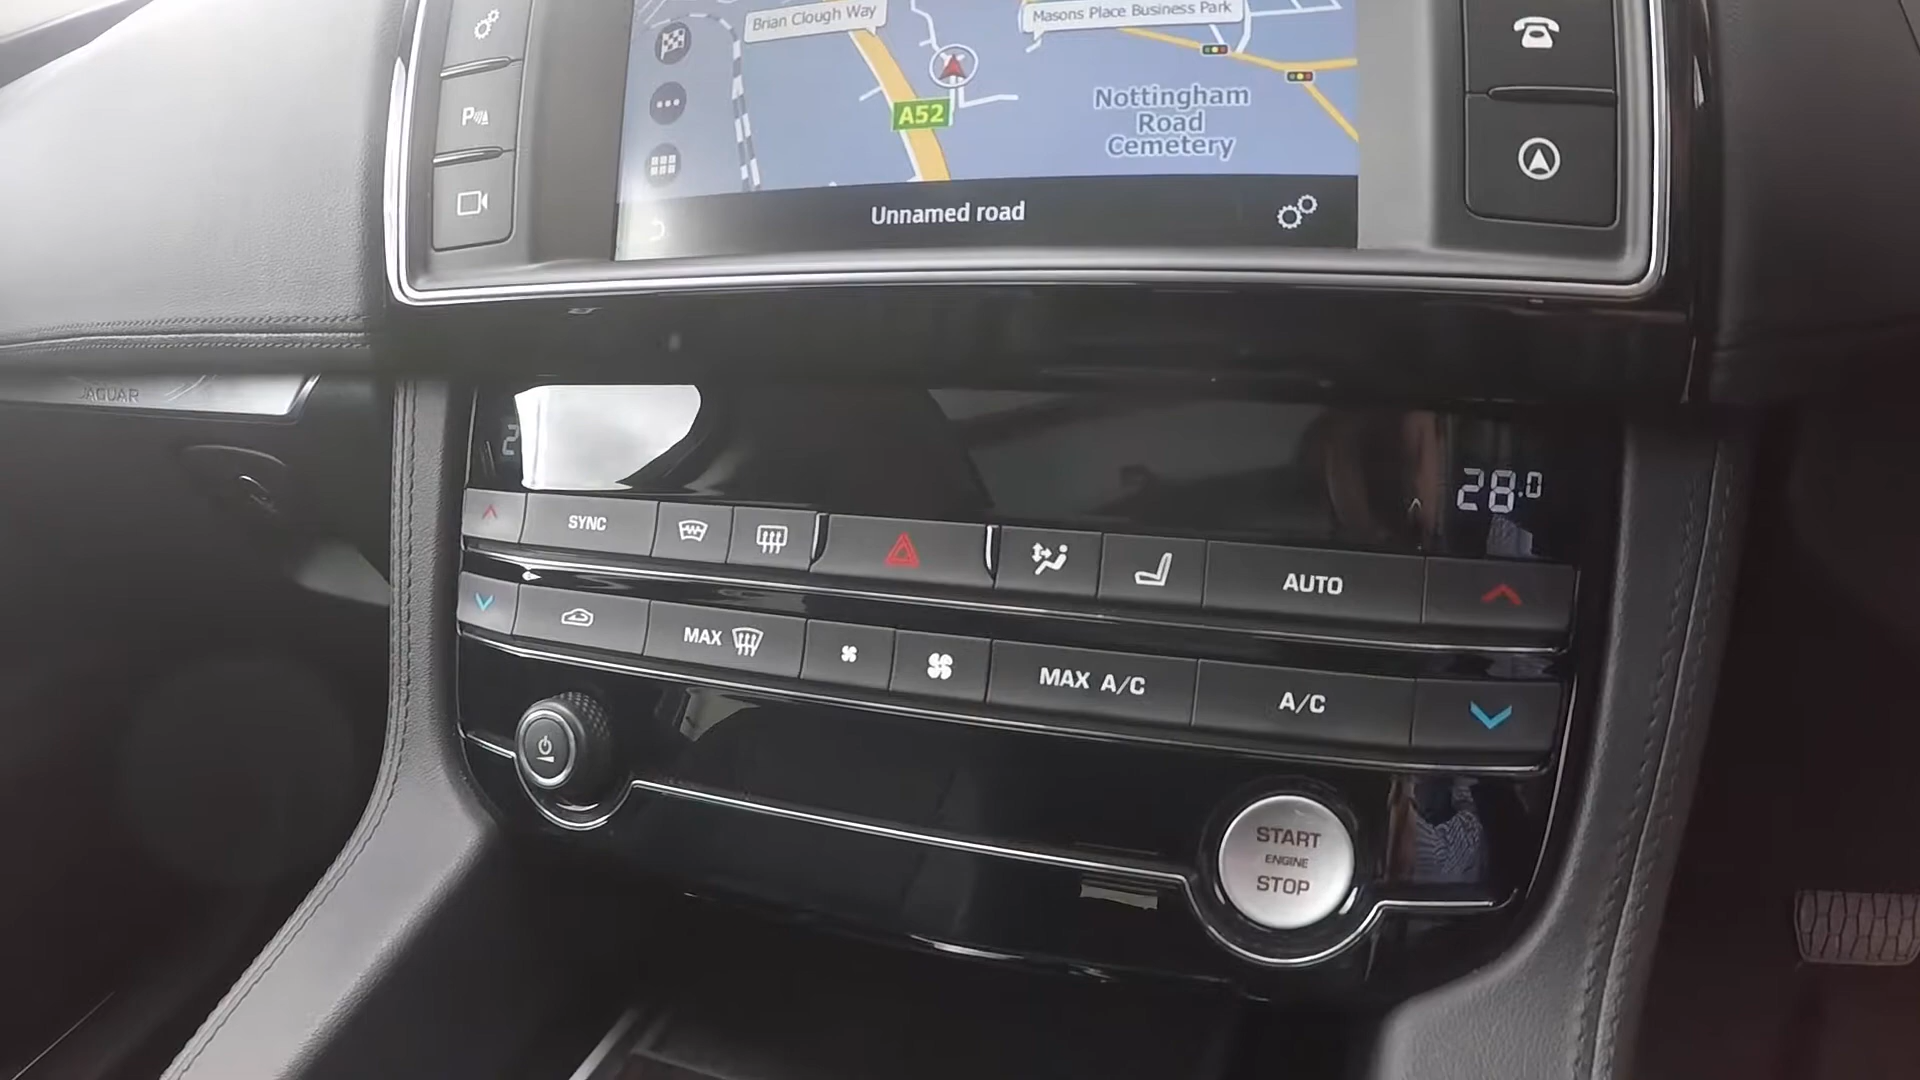 Brian Clough Way
Masons Place Business Park
A52
Nottingham
Road
Cemetery
Unnamed road
P
JAGUAR
28.0
SYNC
AUTO
MAX
MAX A/C
A/C
START
ENGINE
STOP